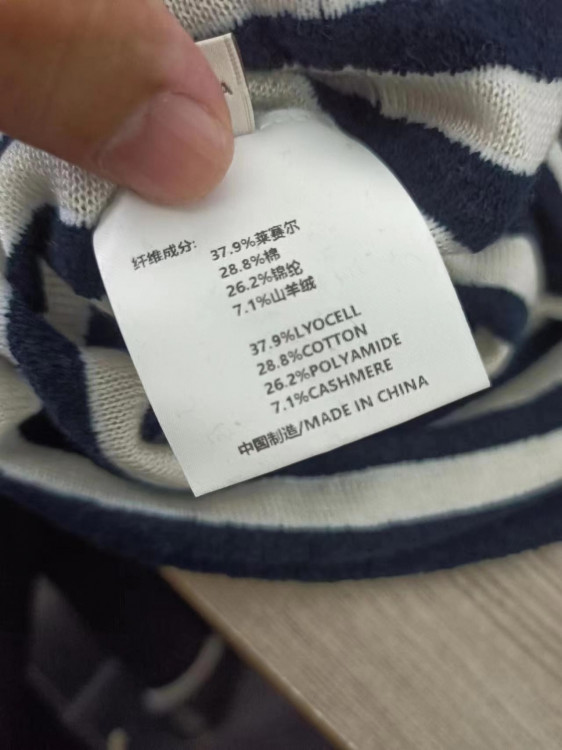 纤维成分: 37.9%莱赛尔
28.8%棉
26.2%锦纶
7.1%山羊绒
37.9%LYOCELL
28.8%COTTON
26.2%POLYAMIDE
7.1%CASHMERE
中国制造/MADE IN CHINA